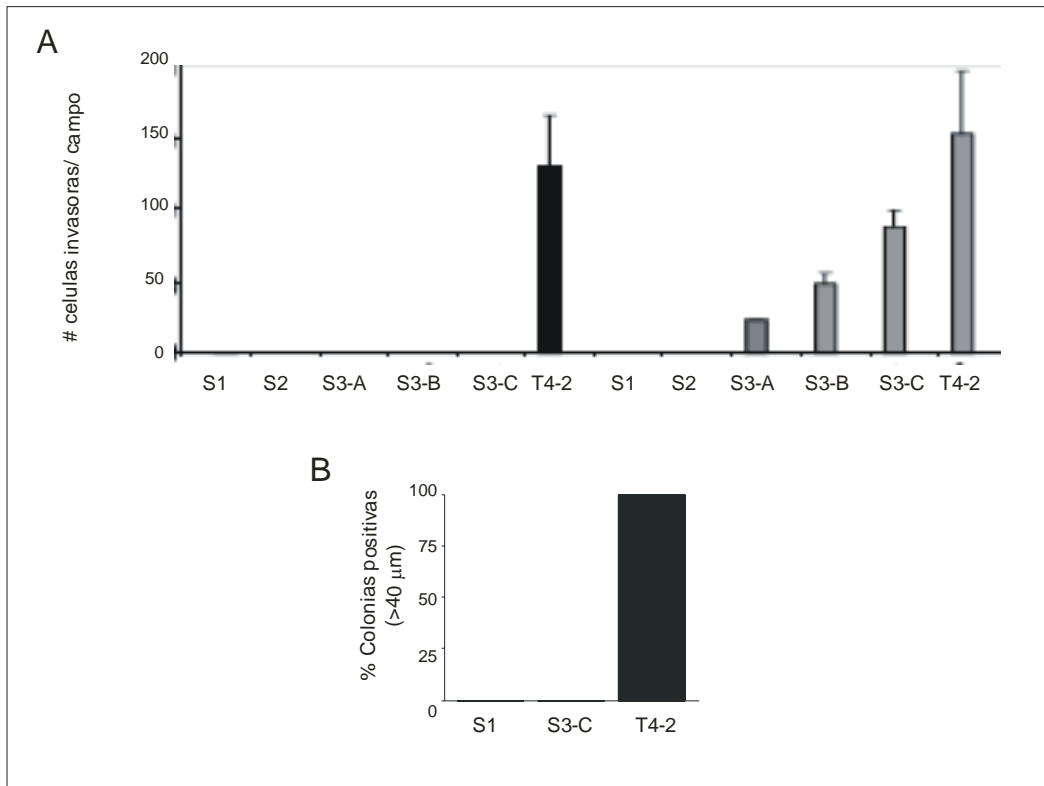 A
# celulas invasoras/ campo
200
150
100
50
0
S1 S2 S3-A S3-B S3-C T4-2 S1 S2 S3-A S3-B S3-C T4-2
B
% Colonias positivas
(>40 μm)
100
75
50
25
0
S1 S3-C T4-2